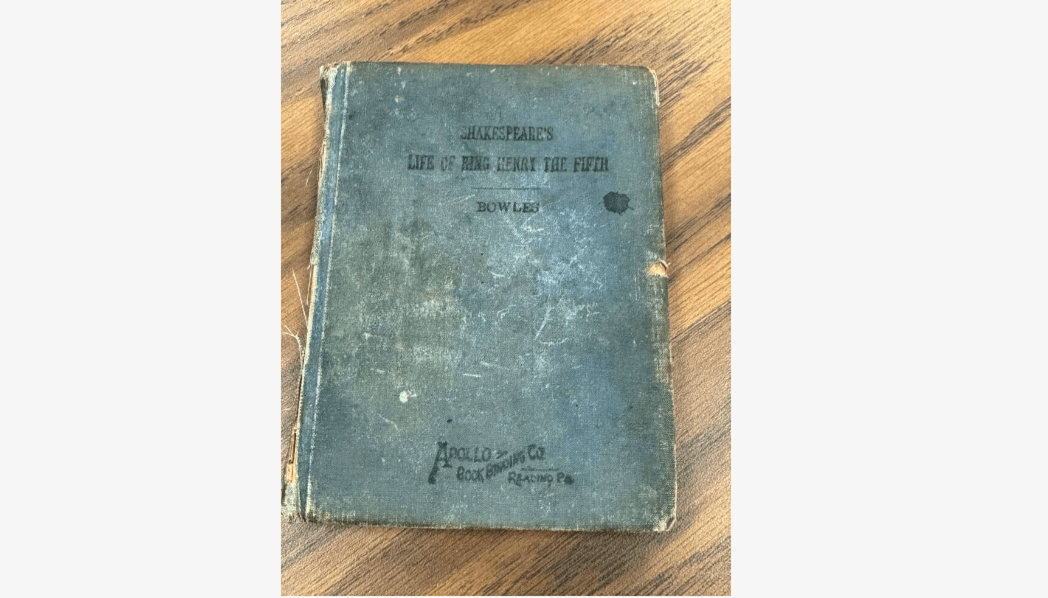 SHAKESPEARE'S
LIFE OF KING HENRY THE FIFTH
BOWLES
APOLLO
BOOK BINDING CO
READING PA.